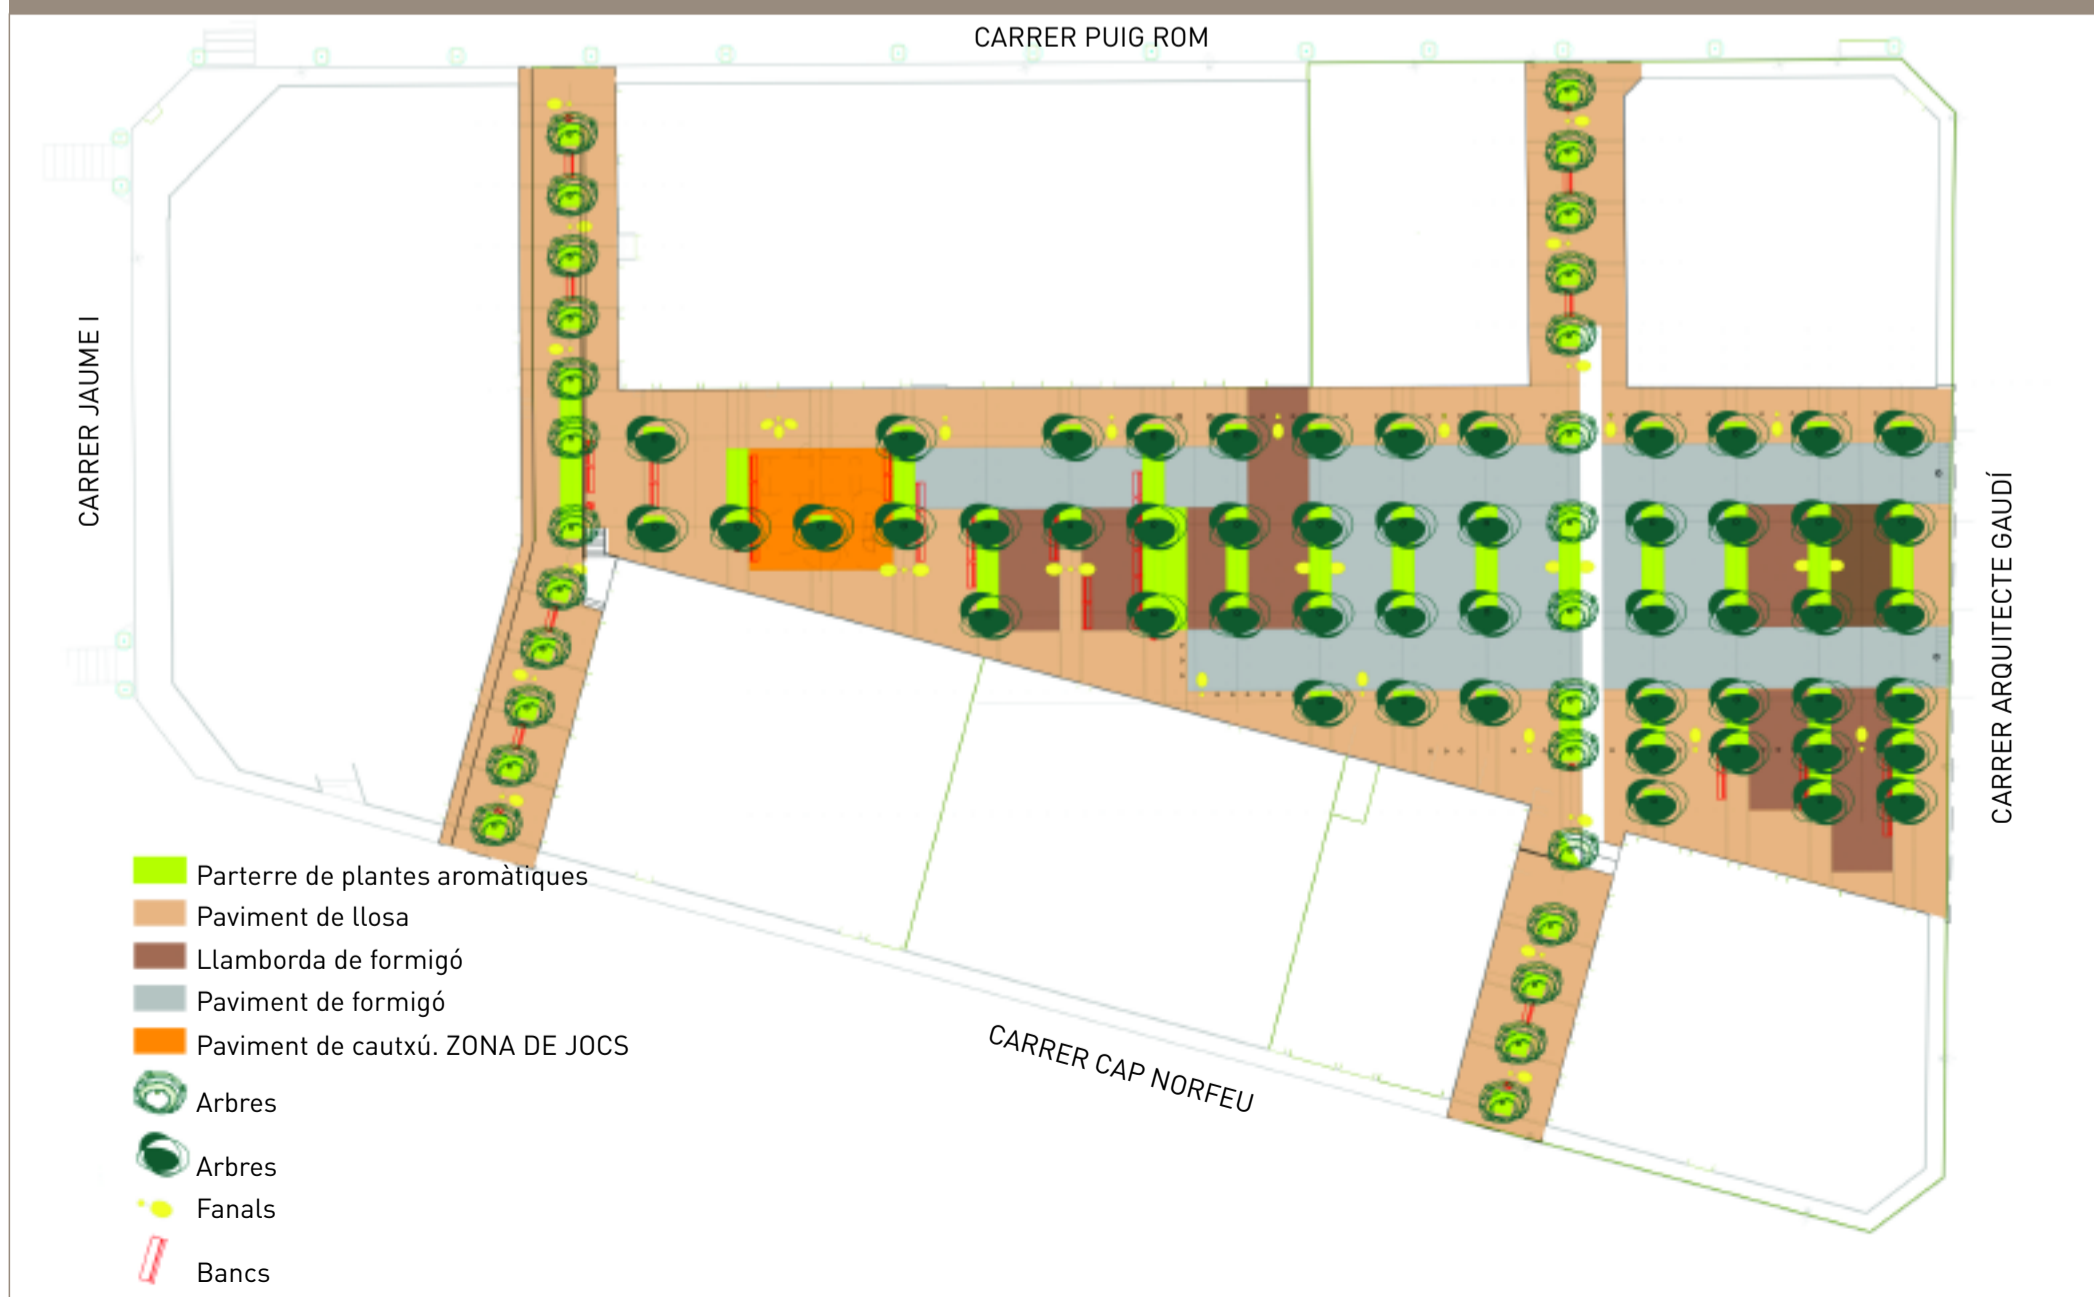 CARRER PUIG ROM
CARRER JAUME I
CARRER ARQUITECTE GAUDÍ
CARRER CAP NORFEU
Parterre de plantes aromàtiques
Paviment de llosa
Llamborda de formigó
Paviment de formigó
Paviment de cautxú. ZONA DE JOCS
Arbres
Arbres
Fanals
Bancs